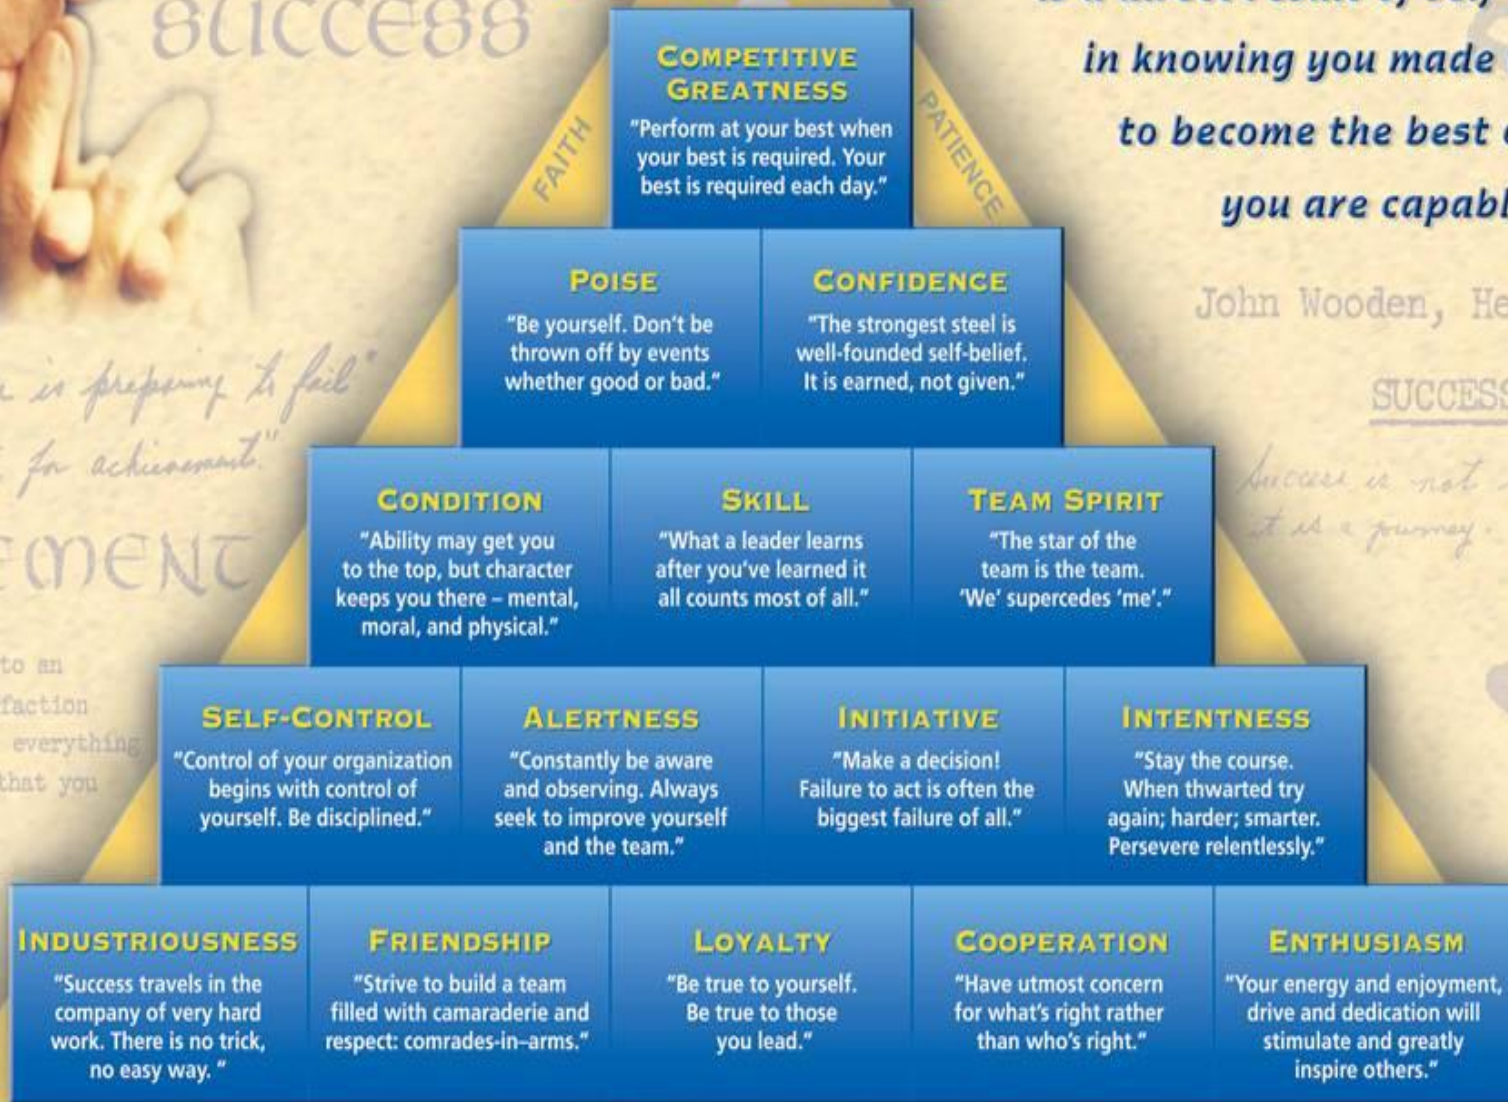 success
in knowing you made
to become the best
you are capabl
John Wooden, He
SUCCESS
Success is not
it is a journey.
is preparing to fail"
for achievement."
EMENT
to an
faction
everything
that you
FAITH
PATIENCE
COMPETITIVE
GREATNESS
"Perform at your best when
your best is required. Your
best is required each day."
POISE
"Be yourself. Don't be
thrown off by events
whether good or bad."
CONFIDENCE
"The strongest steel is
well-founded self-belief.
It is earned, not given."
CONDITION
"Ability may get you
to the top, but character
keeps you there – mental,
moral, and physical."
SKILL
"What a leader learns
after you've learned it
all counts most of all."
TEAM SPIRIT
"The star of the
team is the team.
'We' supercedes 'me'."
SELF-CONTROL
"Control of your organization
begins with control of
yourself. Be disciplined."
ALERTNESS
"Constantly be aware
and observing. Always
seek to improve yourself
and the team."
INITIATIVE
"Make a decision!
Failure to act is often the
biggest failure of all."
INTENTNESS
"Stay the course.
When thwarted try
again; harder; smarter.
Persevere relentlessly."
INDUSTRIOUSNESS
"Success travels in the
company of very hard
work. There is no trick,
no easy way. "
FRIENDSHIP
"Strive to build a team
filled with camaraderie and
respect: comrades-in–arms."
LOYALTY
"Be true to yourself.
Be true to those
you lead."
COOPERATION
"Have utmost concern
for what's right rather
than who's right."
ENTHUSIASM
"Your energy and enjoyment,
drive and dedication will
stimulate and greatly
inspire others."